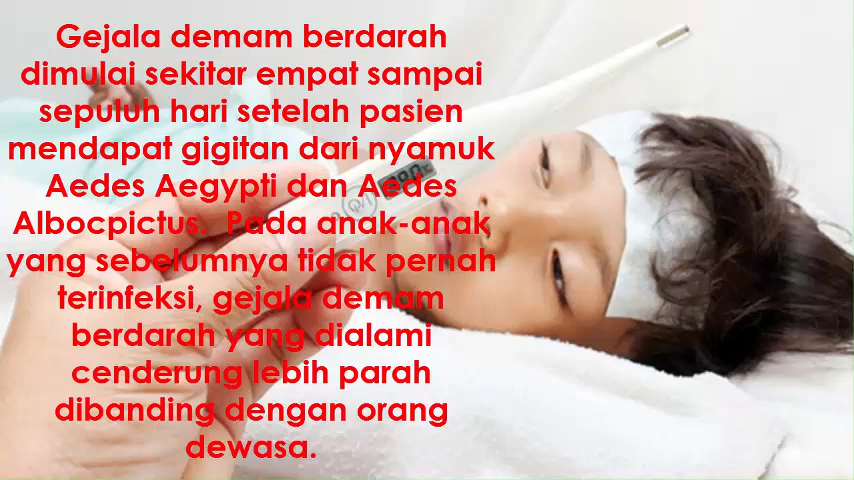 Gejala demam berdarah
dimulai sekitar empat sampai
sepuluh hari setelah pasien
mendapat gigitan dari nyamuk
Aedes Aegypti dan Aedes
Albocpictus.  Pada anak-anak
yang sebelumnya tidak pernah
terinfeksi, gejala demam
berdarah yang dialami
cenderung lebih parah
dibanding dengan orang
dewasa.